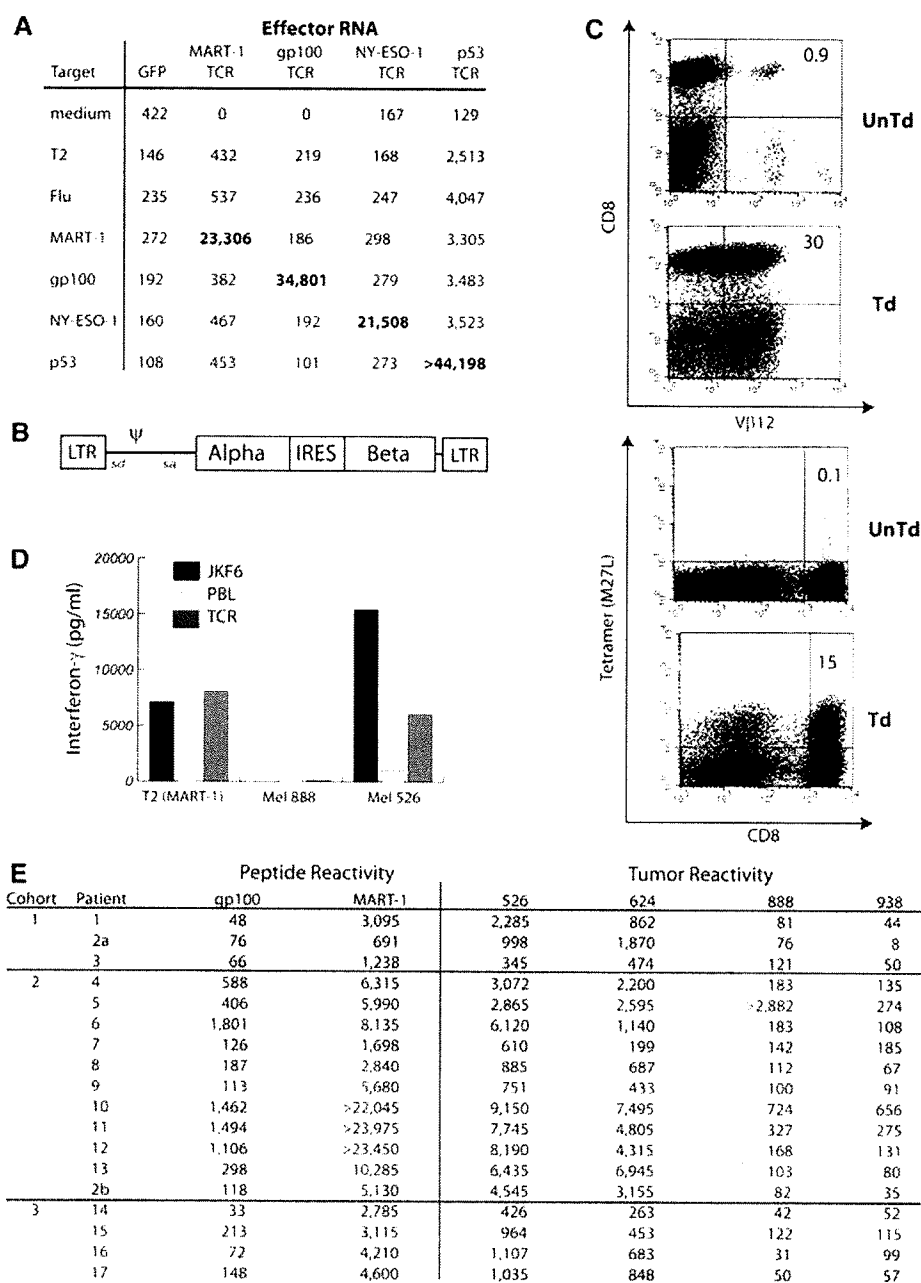 A
Effector RNA
Target GFP MART-1 TCR gp100 TCR NY-ESO-1 TCR p53 TCR
medium 422 0 0 167 129
T2 146 432 219 168 2,513
Flu 235 537 236 247 4,047
MART-1 272 23,306 186 298 3,305
gp100 192 382 34,801 279 3,483
NY-ESO-1 160 467 192 21,508 3,523
p53 108 453 101 273 >44,198
B
LTR Ψ sd sa Alpha IRES Beta LTR
C
CD8
0.9
UnTd
30
Td
Vβ12
Tetramer (M27L)
0.1
UnTd
15
Td
CD8
D
Interferon-γ (pg/ml)
20000
15000
10000
5000
0
JKF6
PBL
TCR
T2 (MART-1) Mel 888 Mel 526
E
Peptide Reactivity Tumor Reactivity
Cohort Patient gp100 MART-1 526 624 888 938
1 1 48 3,095 2,285 862 81 44
2a 76 691 998 1,870 76 8
3 66 1,238 345 474 121 50
2 4 588 6,315 3,072 2,200 183 135
5 406 5,990 2,865 2,595 >2,882 274
6 1,801 8,135 6,120 1,140 183 108
7 126 1,698 610 199 142 185
8 187 2,840 885 687 112 67
9 113 5,680 751 433 100 91
10 1,462 >22,045 9,150 7,495 724 656
11 1,494 >23,975 7,745 4,805 327 275
12 1,106 >23,450 8,190 4,315 168 131
13 298 10,285 6,435 6,945 103 80
2b 118 5,130 4,545 3,155 82 35
3 14 33 2,785 426 263 42 52
15 213 3,115 964 453 122 115
16 72 4,210 1,107 683 31 99
17 148 4,600 1,035 848 50 57